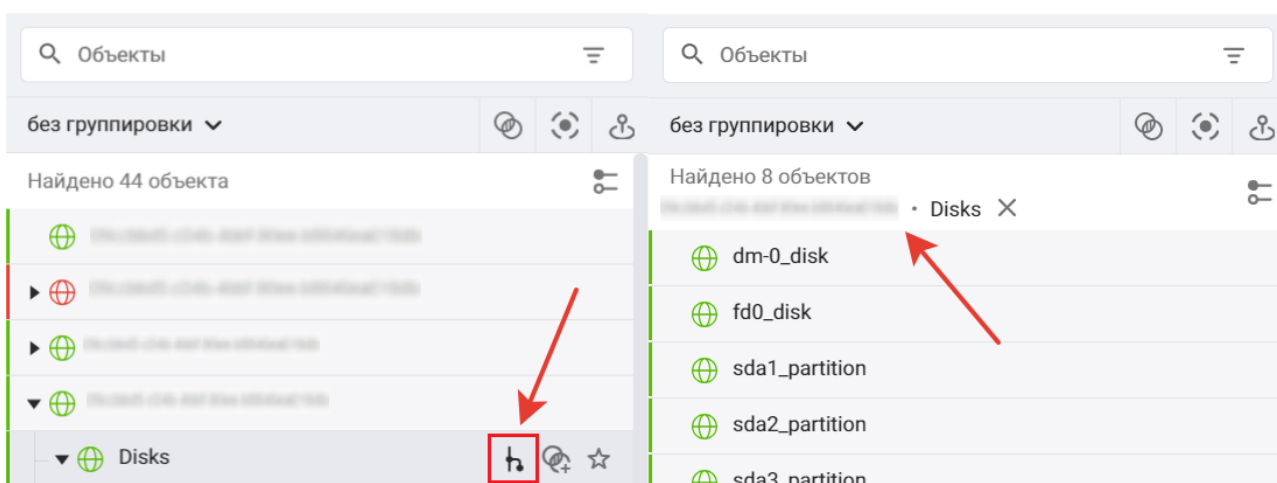 Объекты
без группировки
Найдено 44 объекта
Disks
Объекты
без группировки
Найдено 8 объектов
• Disks
dm-0_disk
fd0_disk
sda1_partition
sda2_partition
sda3_partition